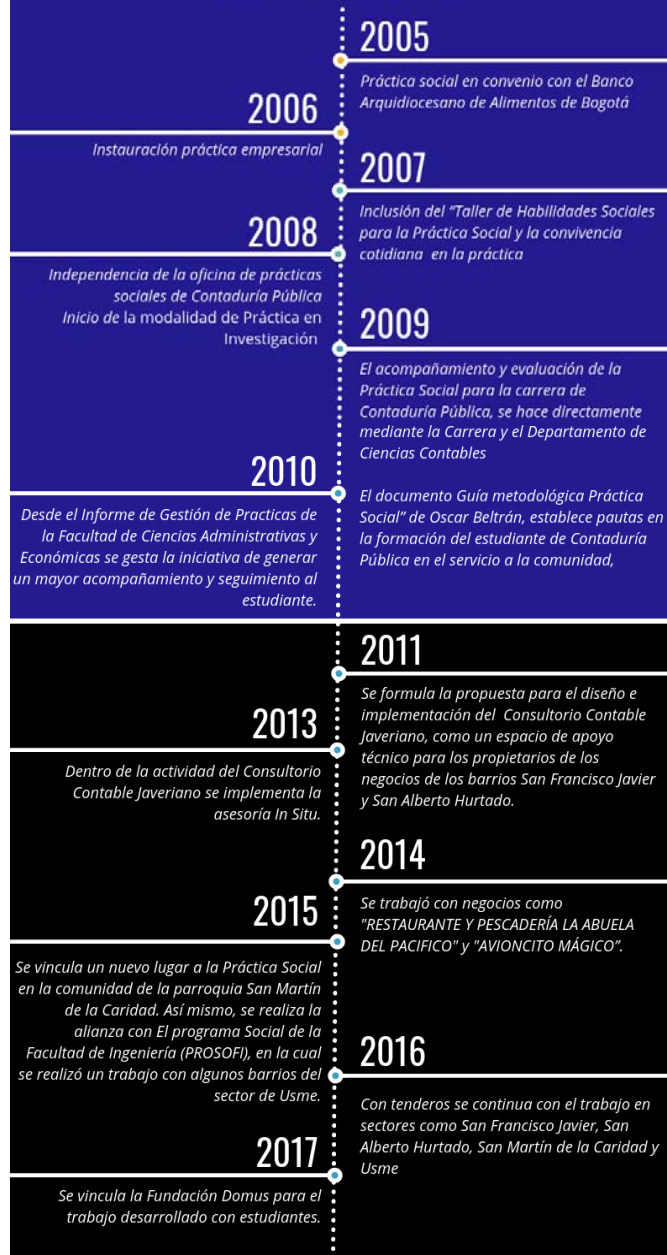 2005
Práctica social en convenio con el Banco
Arquidiocesano de Alimentos de Bogotá
2006
Instauración práctica empresarial
2007
Inclusión del “Taller de Habilidades Sociales
para la Práctica Social y la convivencia
cotidiana en la práctica
2008
Independencia de la oficina de prácticas
sociales de Contaduría Pública
Inicio de la modalidad de Práctica en
Investigación
2009
El acompañamiento y evaluación de la
Práctica Social para la carrera de
Contaduría Pública, se hace directamente
mediante la Carrera y el Departamento de
Ciencias Contables
El documento Guía metodológica Práctica
Social” de Oscar Beltrán, establece pautas en
la formación del estudiante de Contaduría
Pública en el servicio a la comunidad,
2010
Desde el Informe de Gestión de Practicas de
la Facultad de Ciencias Administrativas y
Económicas se gesta la iniciativa de generar
un mayor acompañamiento y seguimiento al
estudiante.
2011
Se formula la propuesta para el diseño e
implementación del Consultorio Contable
Javeriano, como un espacio de apoyo
técnico para los propietarios de los
negocios de los barrios San Francisco Javier
y San Alberto Hurtado.
2013
Dentro de la actividad del Consultorio
Contable Javeriano se implementa la
asesoría In Situ.
2014
Se trabajó con negocios como
"RESTAURANTE Y PESCADERÍA LA ABUELA
DEL PACIFICO" y "AVIONCITO MÁGICO”.
2015
Se vincula un nuevo lugar a la Práctica Social
en la comunidad de la parroquia San Martín
de la Caridad. Así mismo, se realiza la
alianza con El programa Social de la
Facultad de Ingeniería (PROSOFI), en la cual
se realizó un trabajo con algunos barrios del
sector de Usme.
2016
Con tenderos se continua con el trabajo en
sectores como San Francisco Javier, San
Alberto Hurtado, San Martín de la Caridad y
Usme
2017
Se vincula la Fundación Domus para el
trabajo desarrollado con estudiantes.